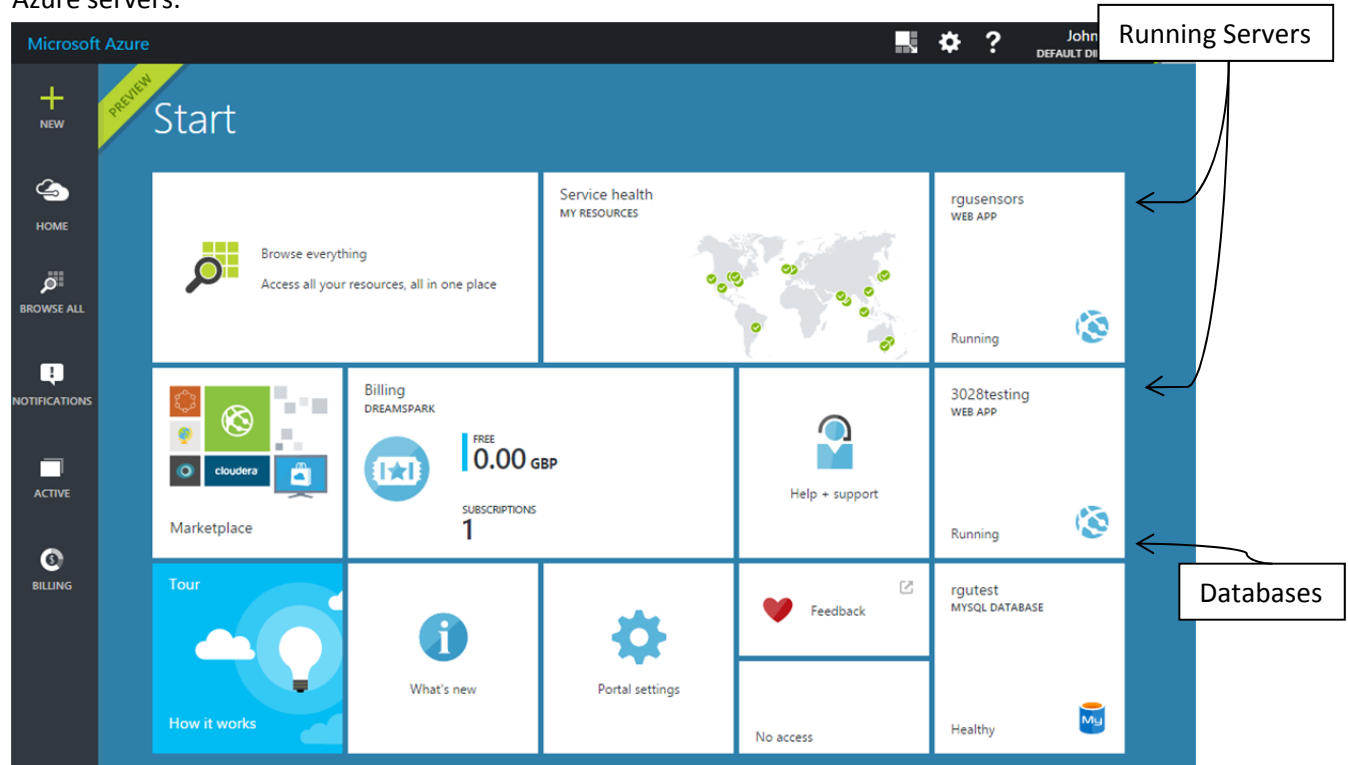 Azure servers:
Running Servers
Microsoft Azure
?
John
DEFAULT DI
PREVIEW
NEW
HOME
BROWSE ALL
NOTIFICATIONS
ACTIVE
BILLING
Start
Browse everything
Access all your resources, all in one place
Service health
MY RESOURCES
rgusensors
WEB APP
Running
cloudera
Marketplace
Billing
DREAMSPARK
FREE
0.00 GBP
SUBSCRIPTIONS
1
Help + support
3028testing
WEB APP
Running
Databases
Tour
How it works
What's new
Portal settings
Feedback
No access
rgutest
MYSQL DATABASE
Healthy
My